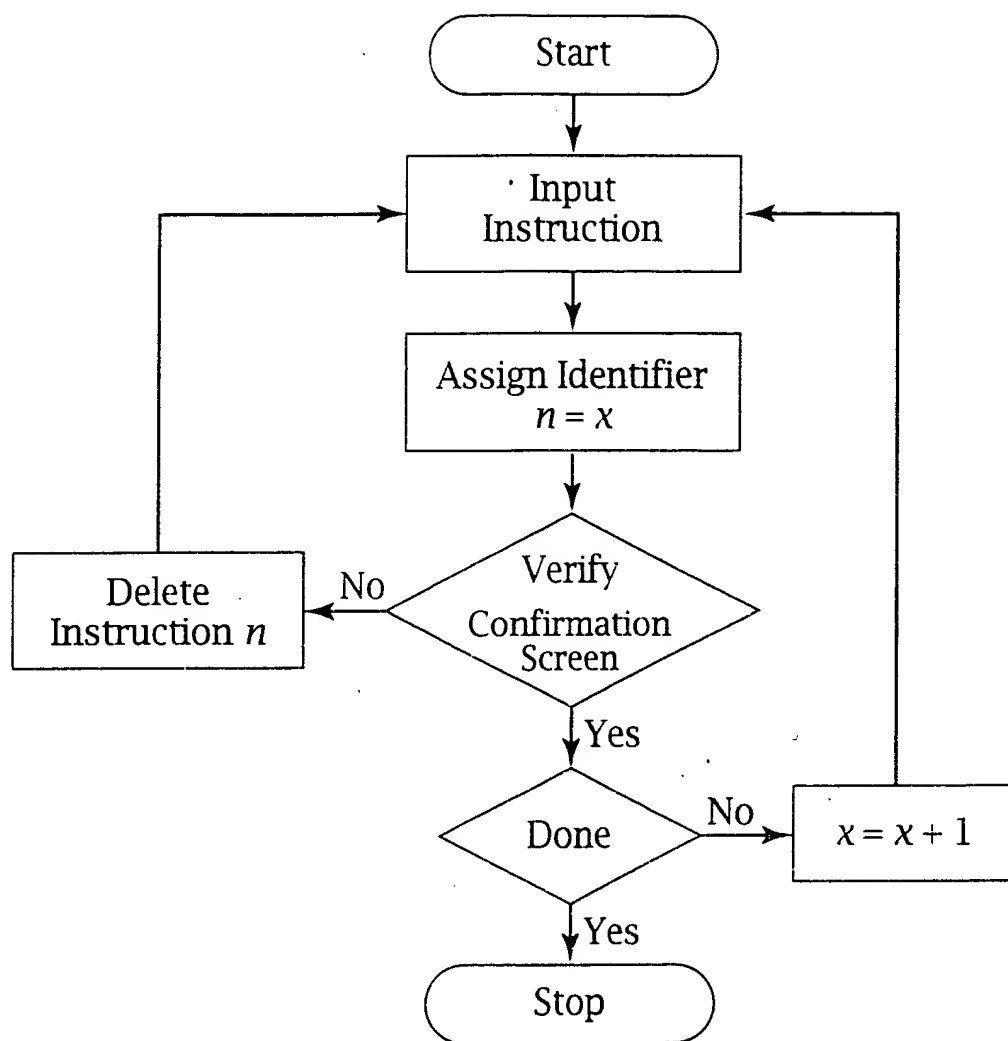 Start
Input
Instruction
Assign Identifier
n = x
Verify
Confirmation
Screen
No
Delete
Instruction n
Yes
Done
No
x = x + 1
Yes
Stop